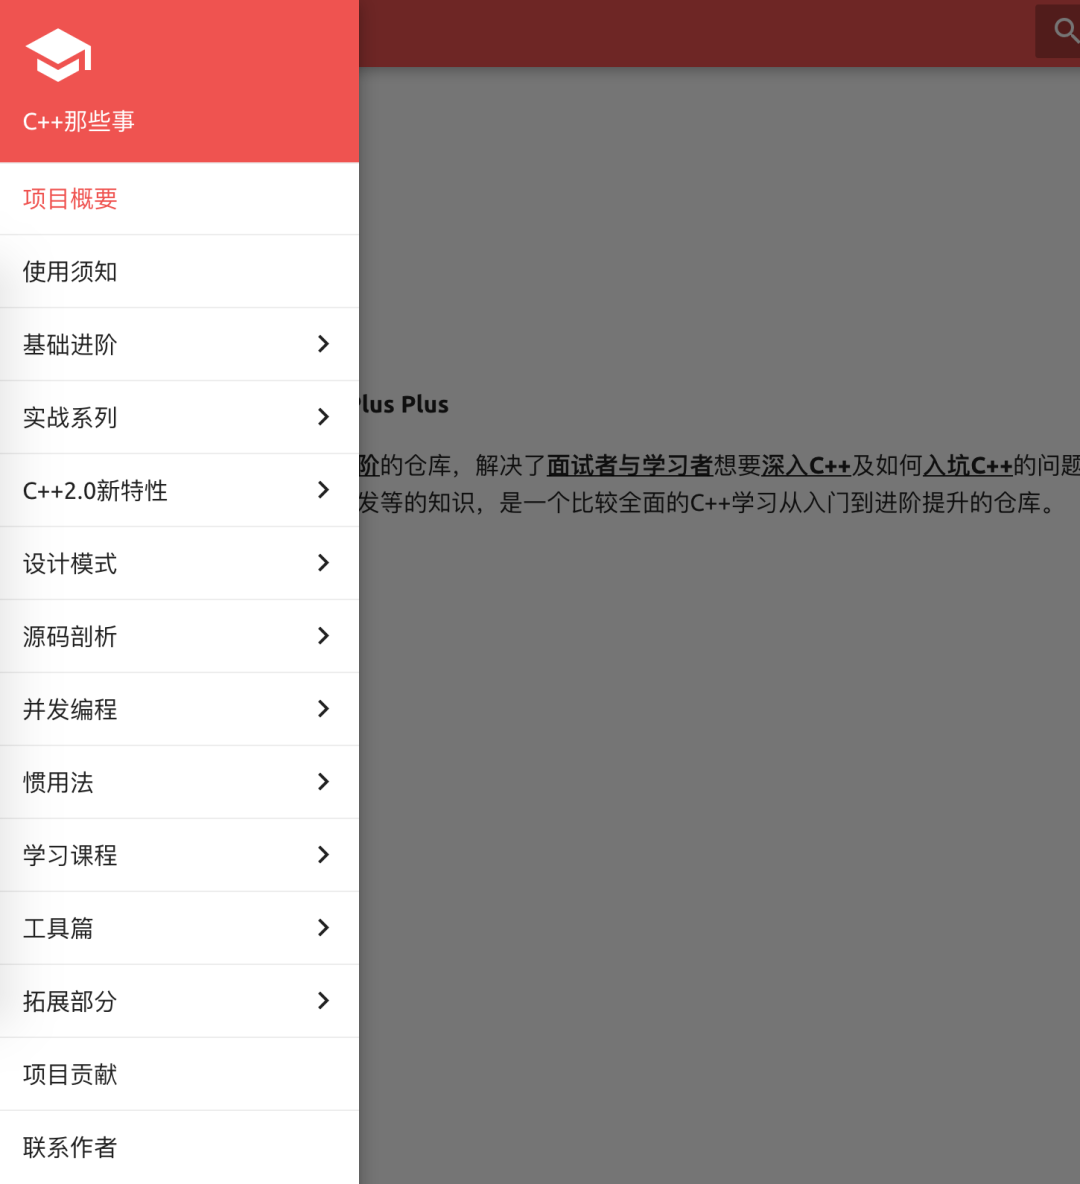 C++那些事
项目概要
使用须知
基础进阶
实战系列
C++2.0新特性
设计模式
源码剖析
并发编程
惯用法
学习课程
工具篇
拓展部分
项目贡献
联系作者
Plus Plus
阶的仓库，解决了面试者与学习者想要深入C++及如何入坑C++的问题
发等的知识，是一个比较全面的C++学习从入门到进阶提升的仓库。